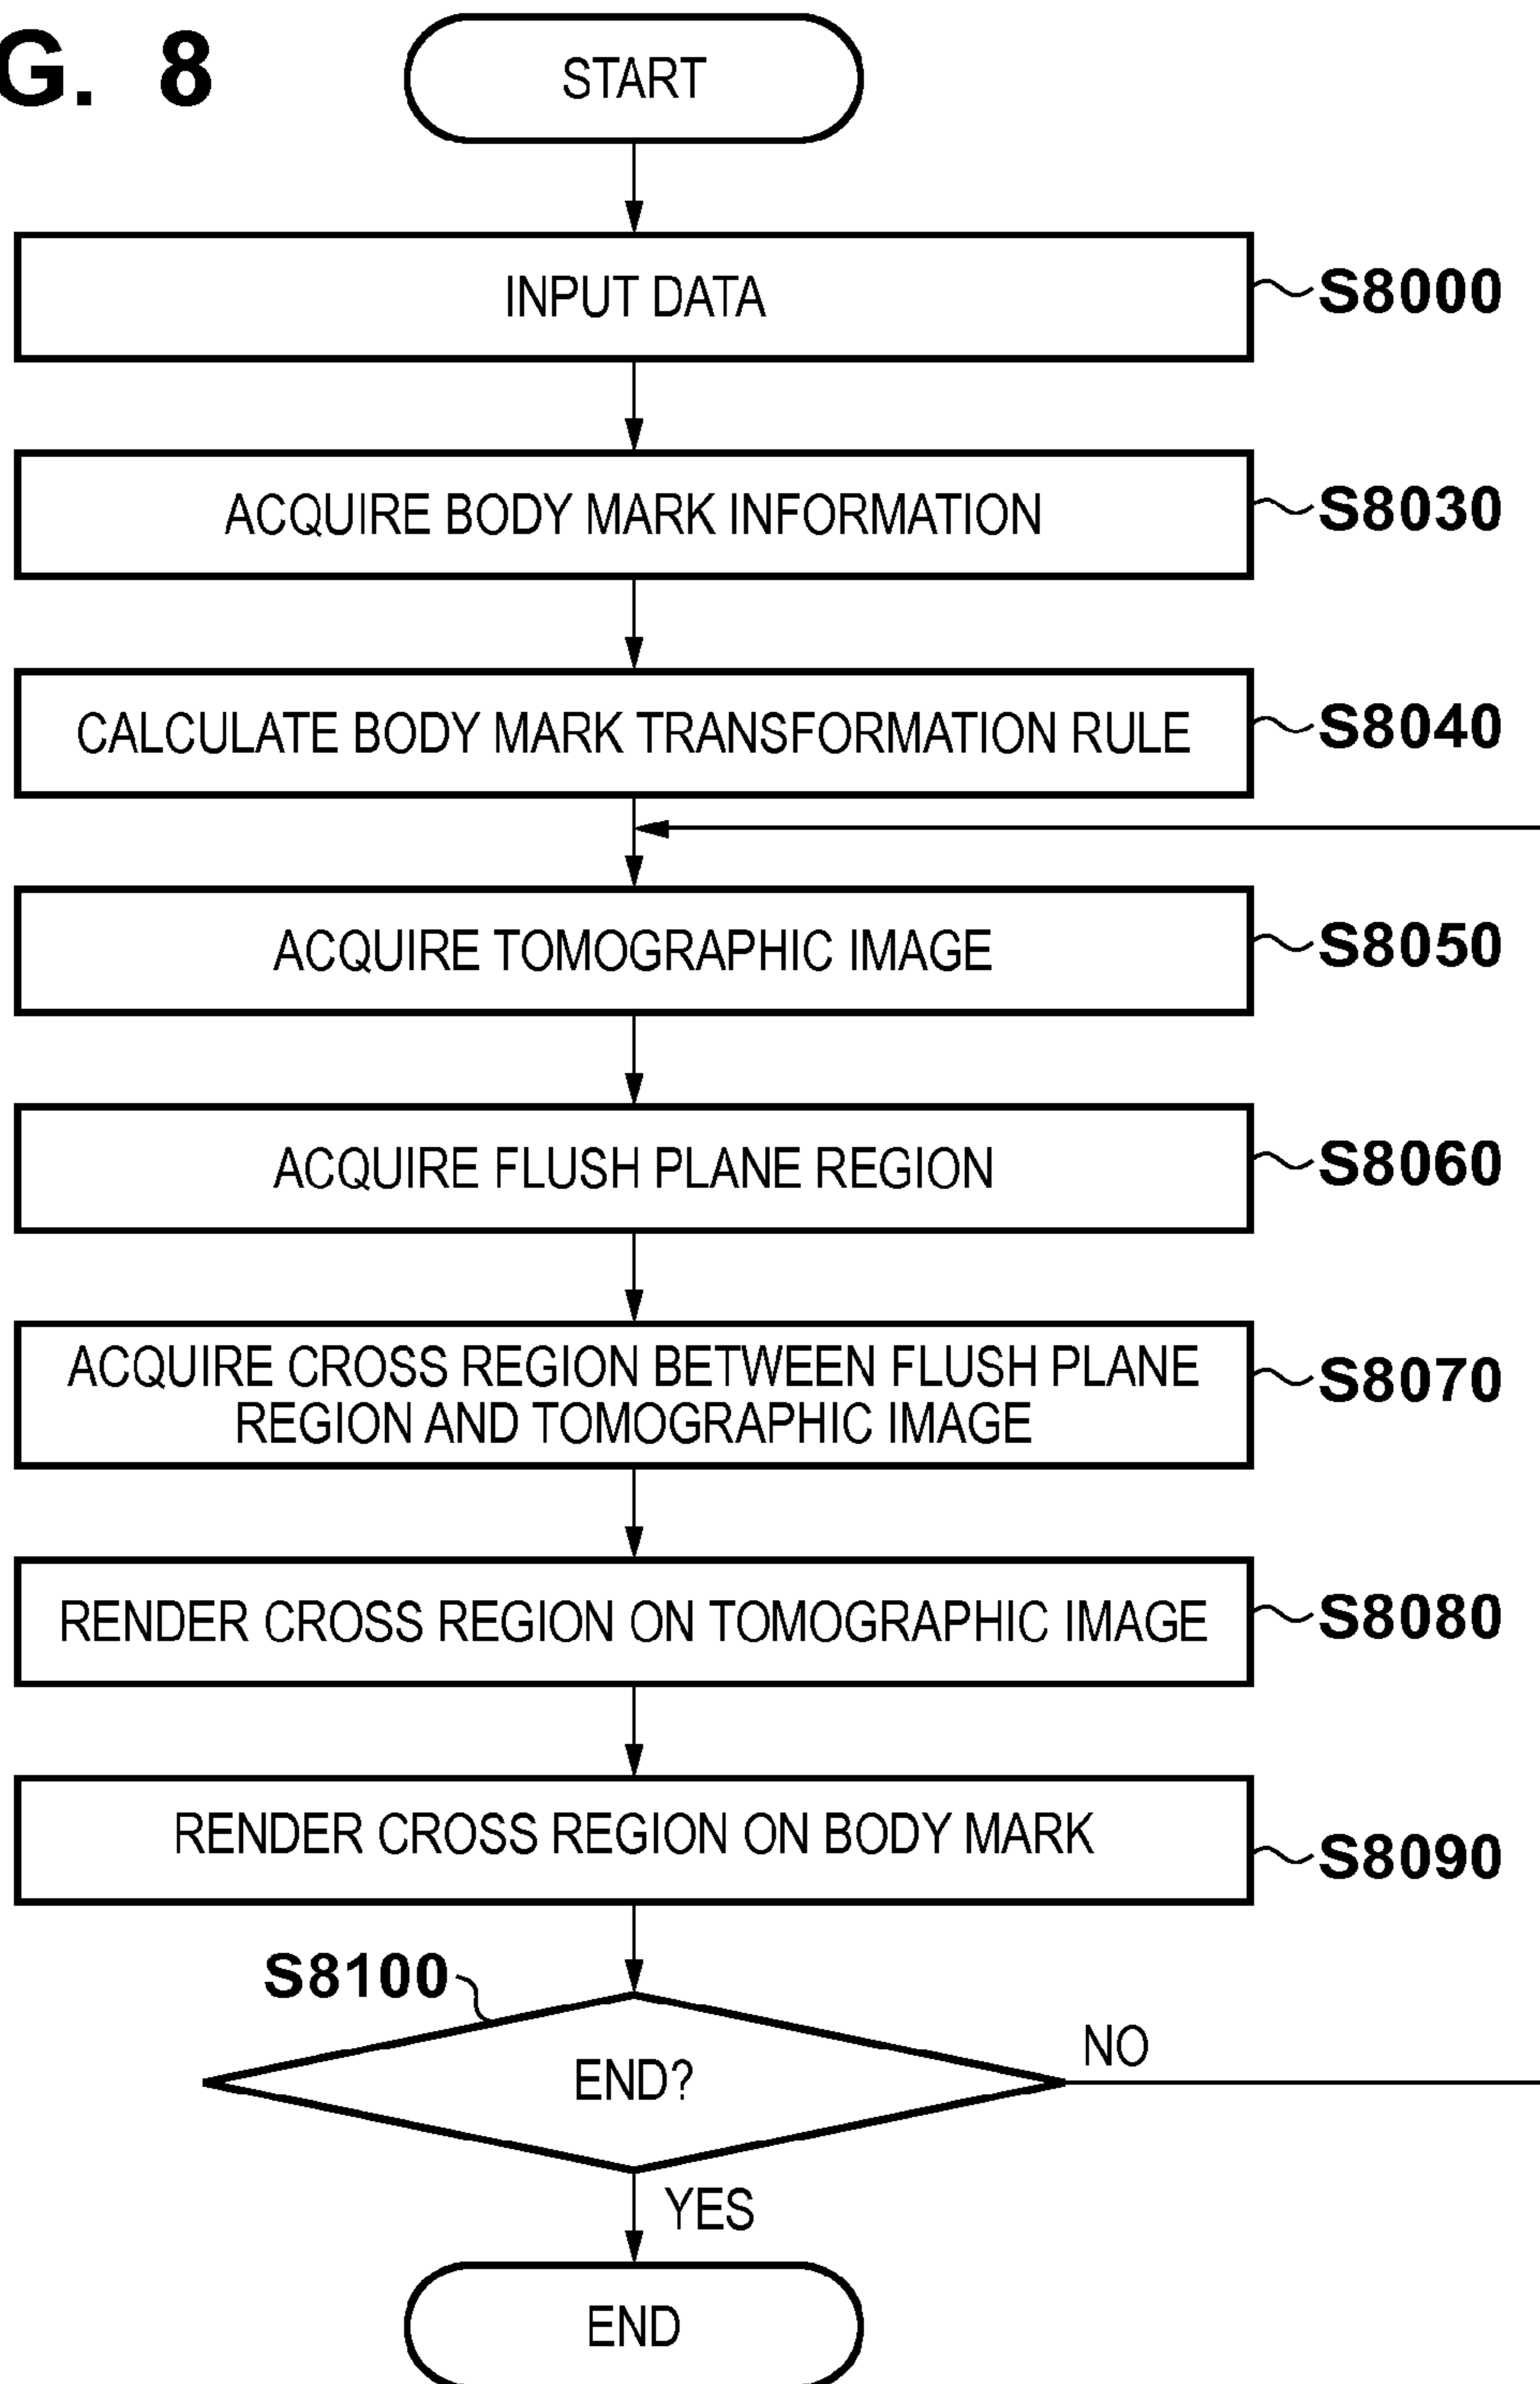 G. 8
START
INPUT DATA
S8000
ACQUIRE BODY MARK INFORMATION
S8030
CALCULATE BODY MARK TRANSFORMATION RULE
S8040
ACQUIRE TOMOGRAPHIC IMAGE
S8050
ACQUIRE FLUSH PLANE REGION
S8060
ACQUIRE CROSS REGION BETWEEN FLUSH PLANE
REGION AND TOMOGRAPHIC IMAGE
S8070
RENDER CROSS REGION ON TOMOGRAPHIC IMAGE
S8080
RENDER CROSS REGION ON BODY MARK
S8090
S8100
END?
NO
YES
END